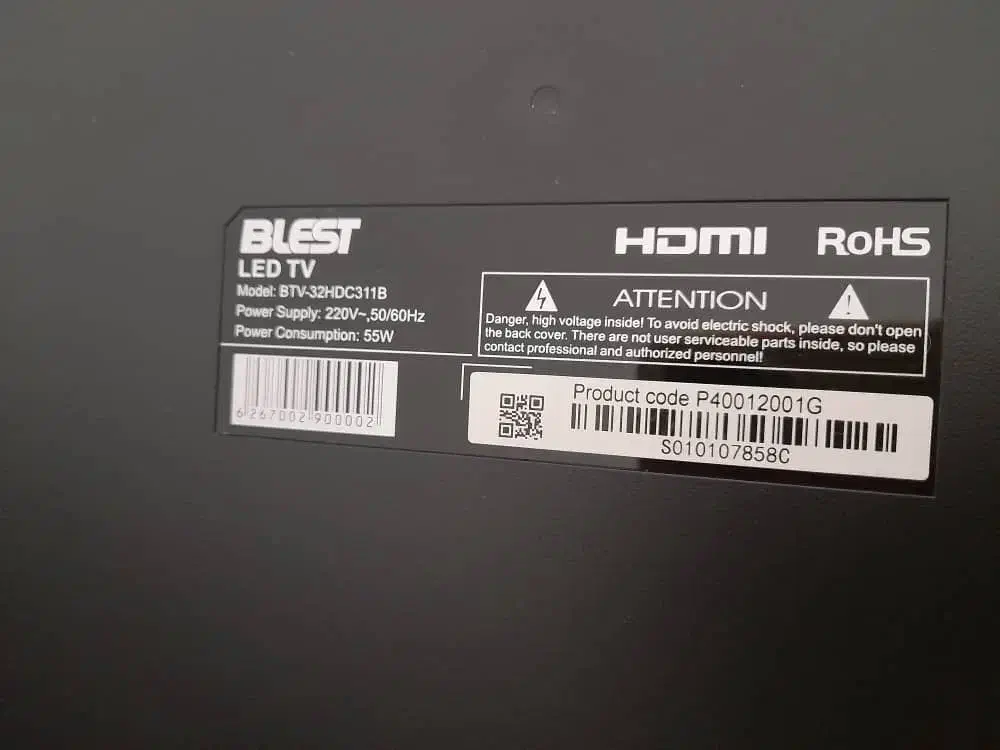 BLEST
LED TV
Model: BTV-32HDC311B
Power Supply: 220V~,50/60Hz
Power Consumption: 55W
6 267002 900002
HDMI
RoHS
ATTENTION
Danger, high voltage inside! To avoid electric shock, please don't open
the back cover. There are not user serviceable parts inside, so please
contact professional and authorized personnel!
Product code P40012001G
S010107858C